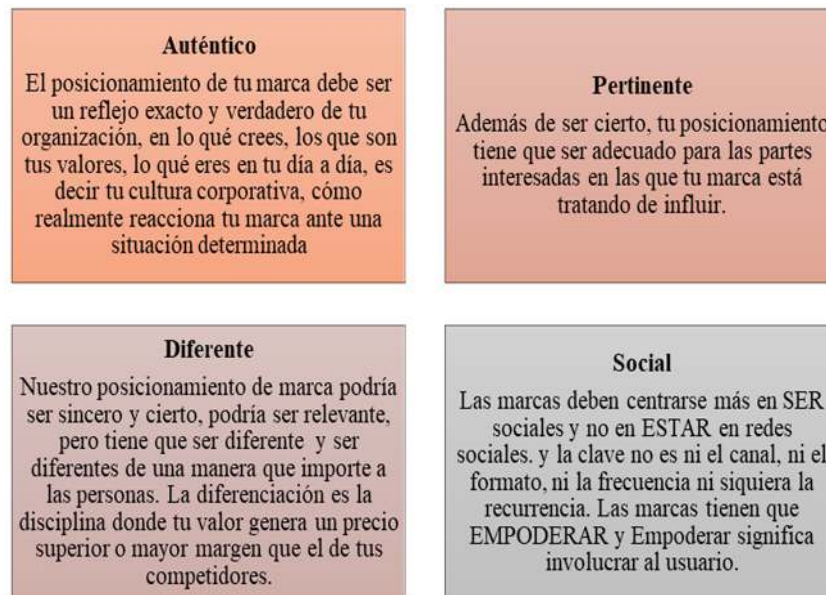 Auténtico
El posicionamiento de tu marca debe ser
un reflejo exacto y verdadero de tu
organización, en lo qué crees, los que son
tus valores, lo qué eres en tu día a día, es
decir tu cultura corporativa, cómo
realmente reacciona tu marca ante una
situación determinada
Pertinente
Además de ser cierto, tu posicionamiento
tiene que ser adecuado para las partes
interesadas en las que tu marca está
tratando de influir.
Diferente
Nuestro posicionamiento de marca podría
ser sincero y cierto, podría ser relevante,
pero tiene que ser diferente y ser
diferentes de una manera que importe a
las personas. La diferenciación es la
disciplina donde tu valor genera un precio
superior o mayor margen que el de tus
competidores.
Social
Las marcas deben centrarse más en SER
sociales y no en ESTAR en redes
sociales. y la clave no es ni el canal, ni el
formato, ni la frecuencia ni siquiera la
recurrencia. Las marcas tienen que
EMPODERAR y Empoderar significa
involucrar al usuario.